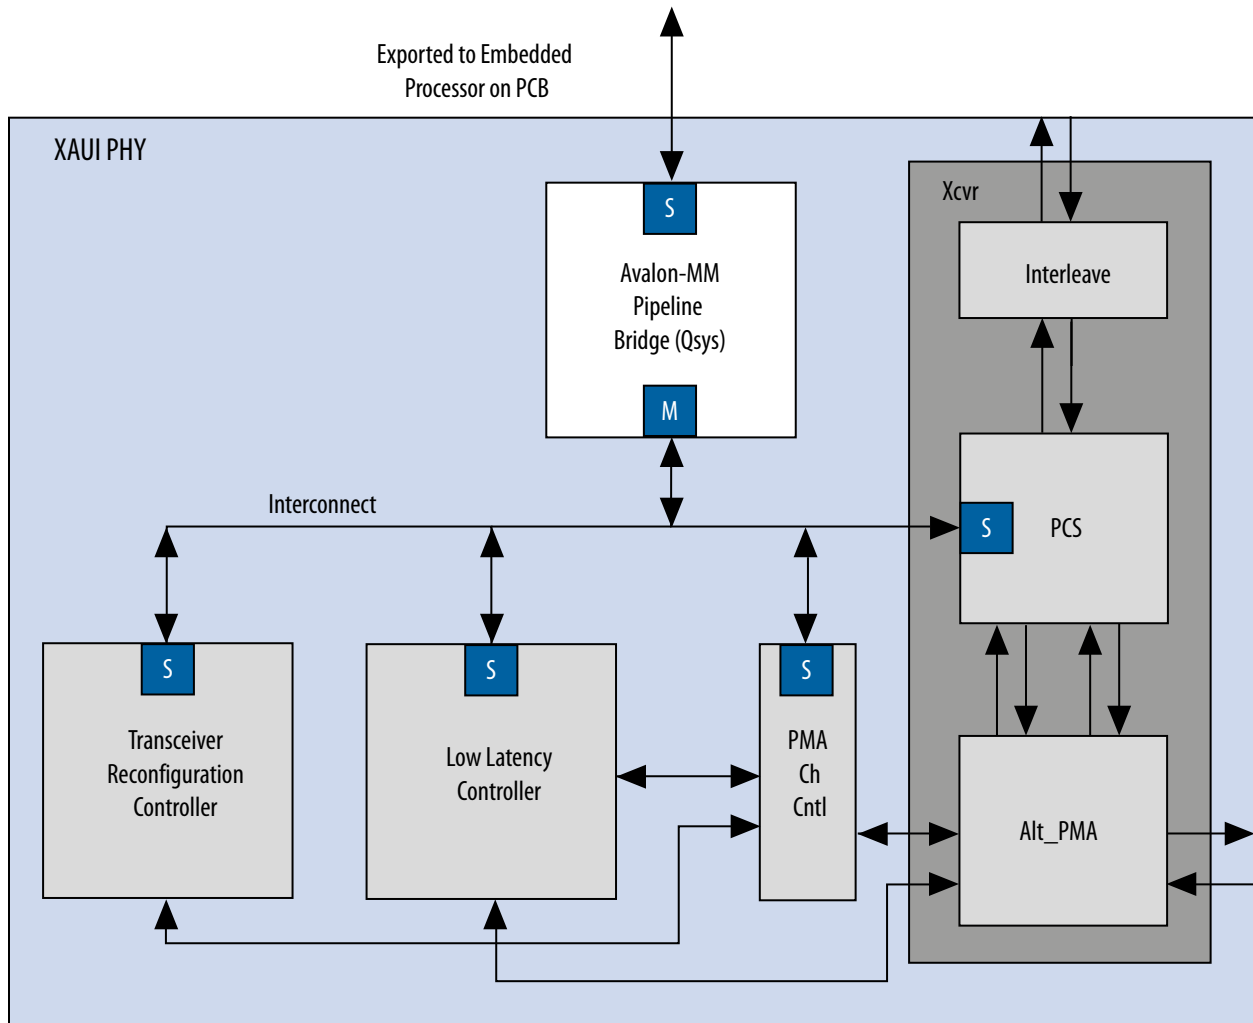 Exported to Embedded
Processor on PCB
XAUI PHY
Xcvr
S
Interleave
Avalon-MM
Pipeline
Bridge (Qsys)
M
Interconnect
S
PCS
S
S
S
Transceiver
Reconfiguration
Controller
Low Latency
Controller
PMA
Ch
Cntl
Alt_PMA